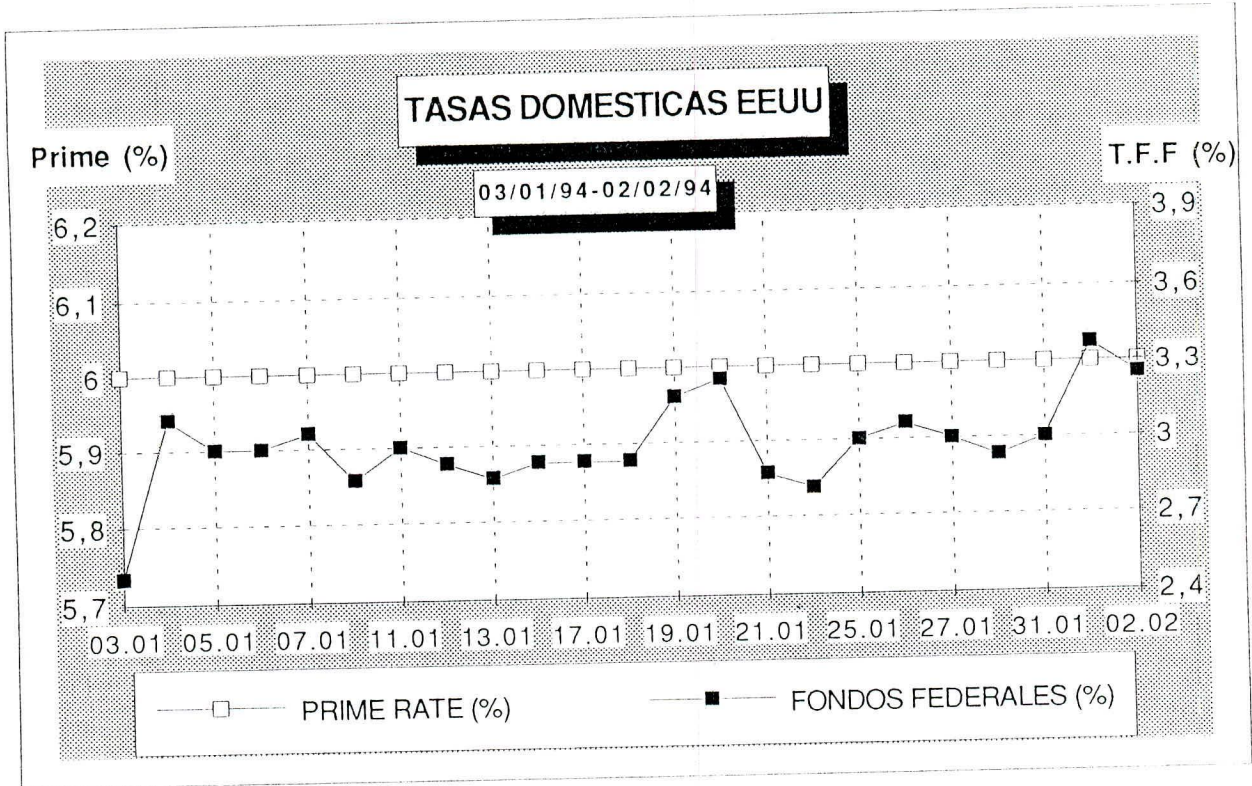 TASAS DOMESTICAS EEUU
Prime (%)
T.F.F (%)
03/01/94-02/02/94
6,2
6,1
6
5,9
5,8
5,7
3,9
3,6
3,3
3
2,7
2,4
03.01 05.01 07.01 11.01 13.01 17.01 19.01 21.01 25.01 27.01 31.01 02.02
PRIME RATE (%) FONDOS FEDERALES (%)